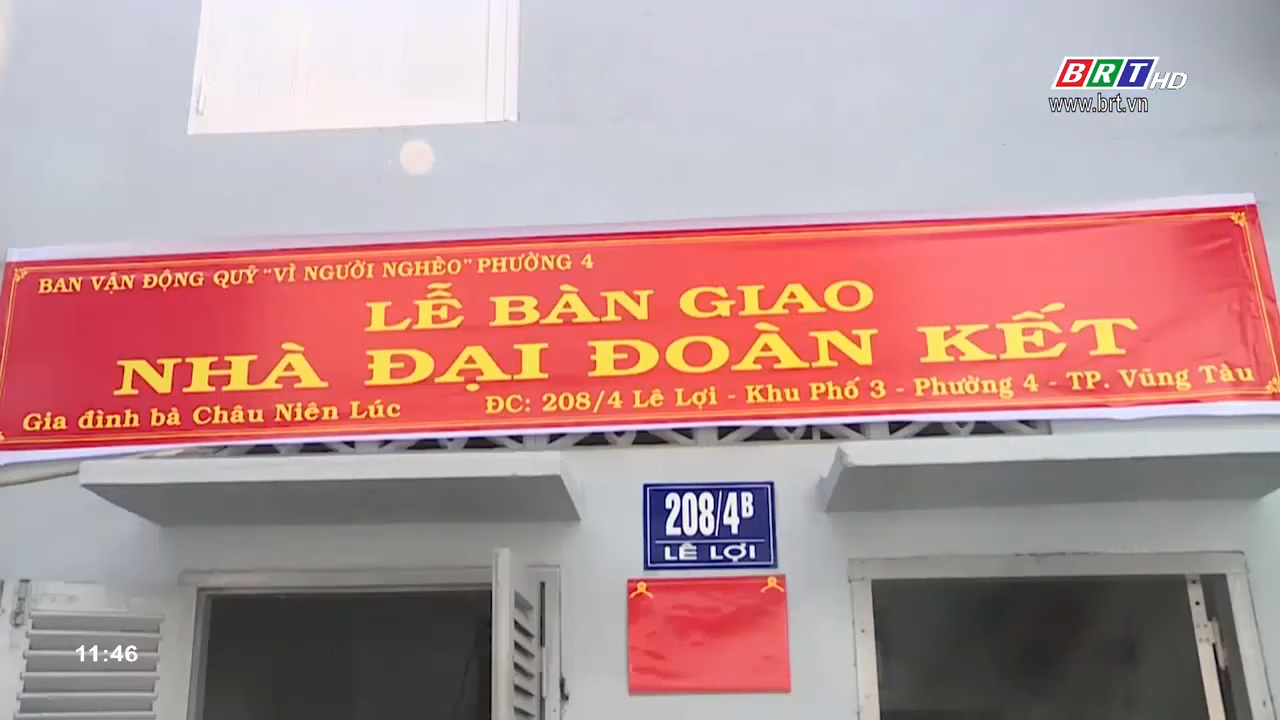 BRT HD
www.brt.vn
BAN VẬN ĐỘNG QUỸ "VÌ NGƯỜI NGHÈO" PHƯỜNG 4
LỄ BÀN GIAO
NHÀ ĐẠI ĐOÀN KẾT
Gia đình bà Châu Niên Lúc ĐC: 208/4 Lê Lợi - Khu Phố 3 - Phường 4 - TP. Vũng Tàu
208/4B
LÊ LỢI
11:46